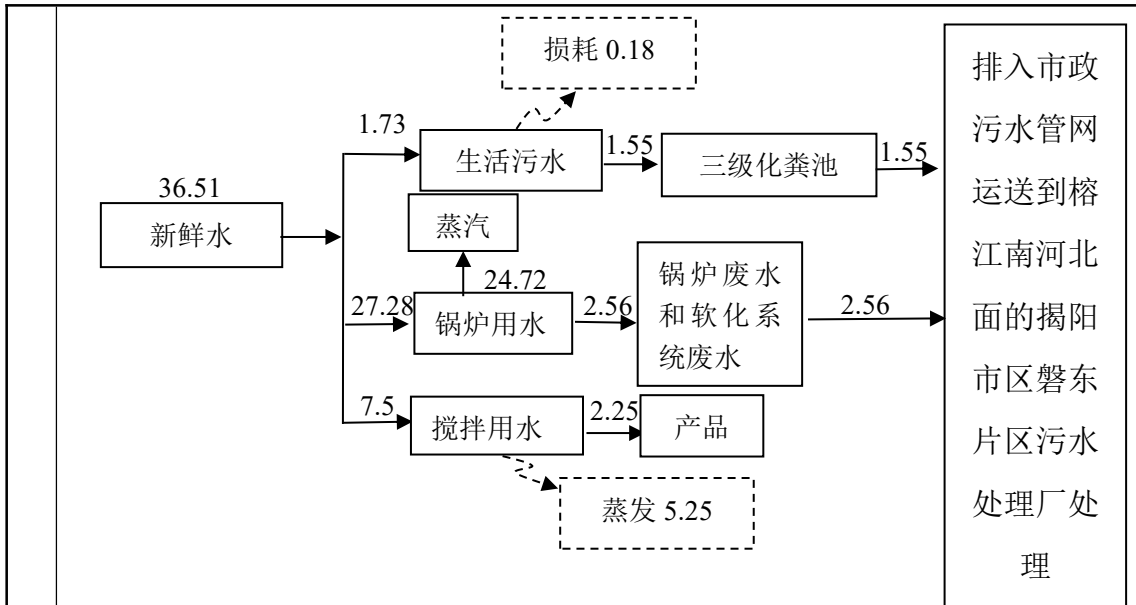 损耗 0.18
1.73
生活污水
1.55
三级化粪池
1.55
36.51
新鲜水
蒸汽
24.72
27.28
锅炉用水
2.56
锅炉废水
和软化系
统废水
2.56
7.5
搅拌用水
2.25
产品
蒸发 5.25
排入市政
污水管网
运送到榕
江南河北
面的揭阳
市区磐东
片区污水
处理厂处
理